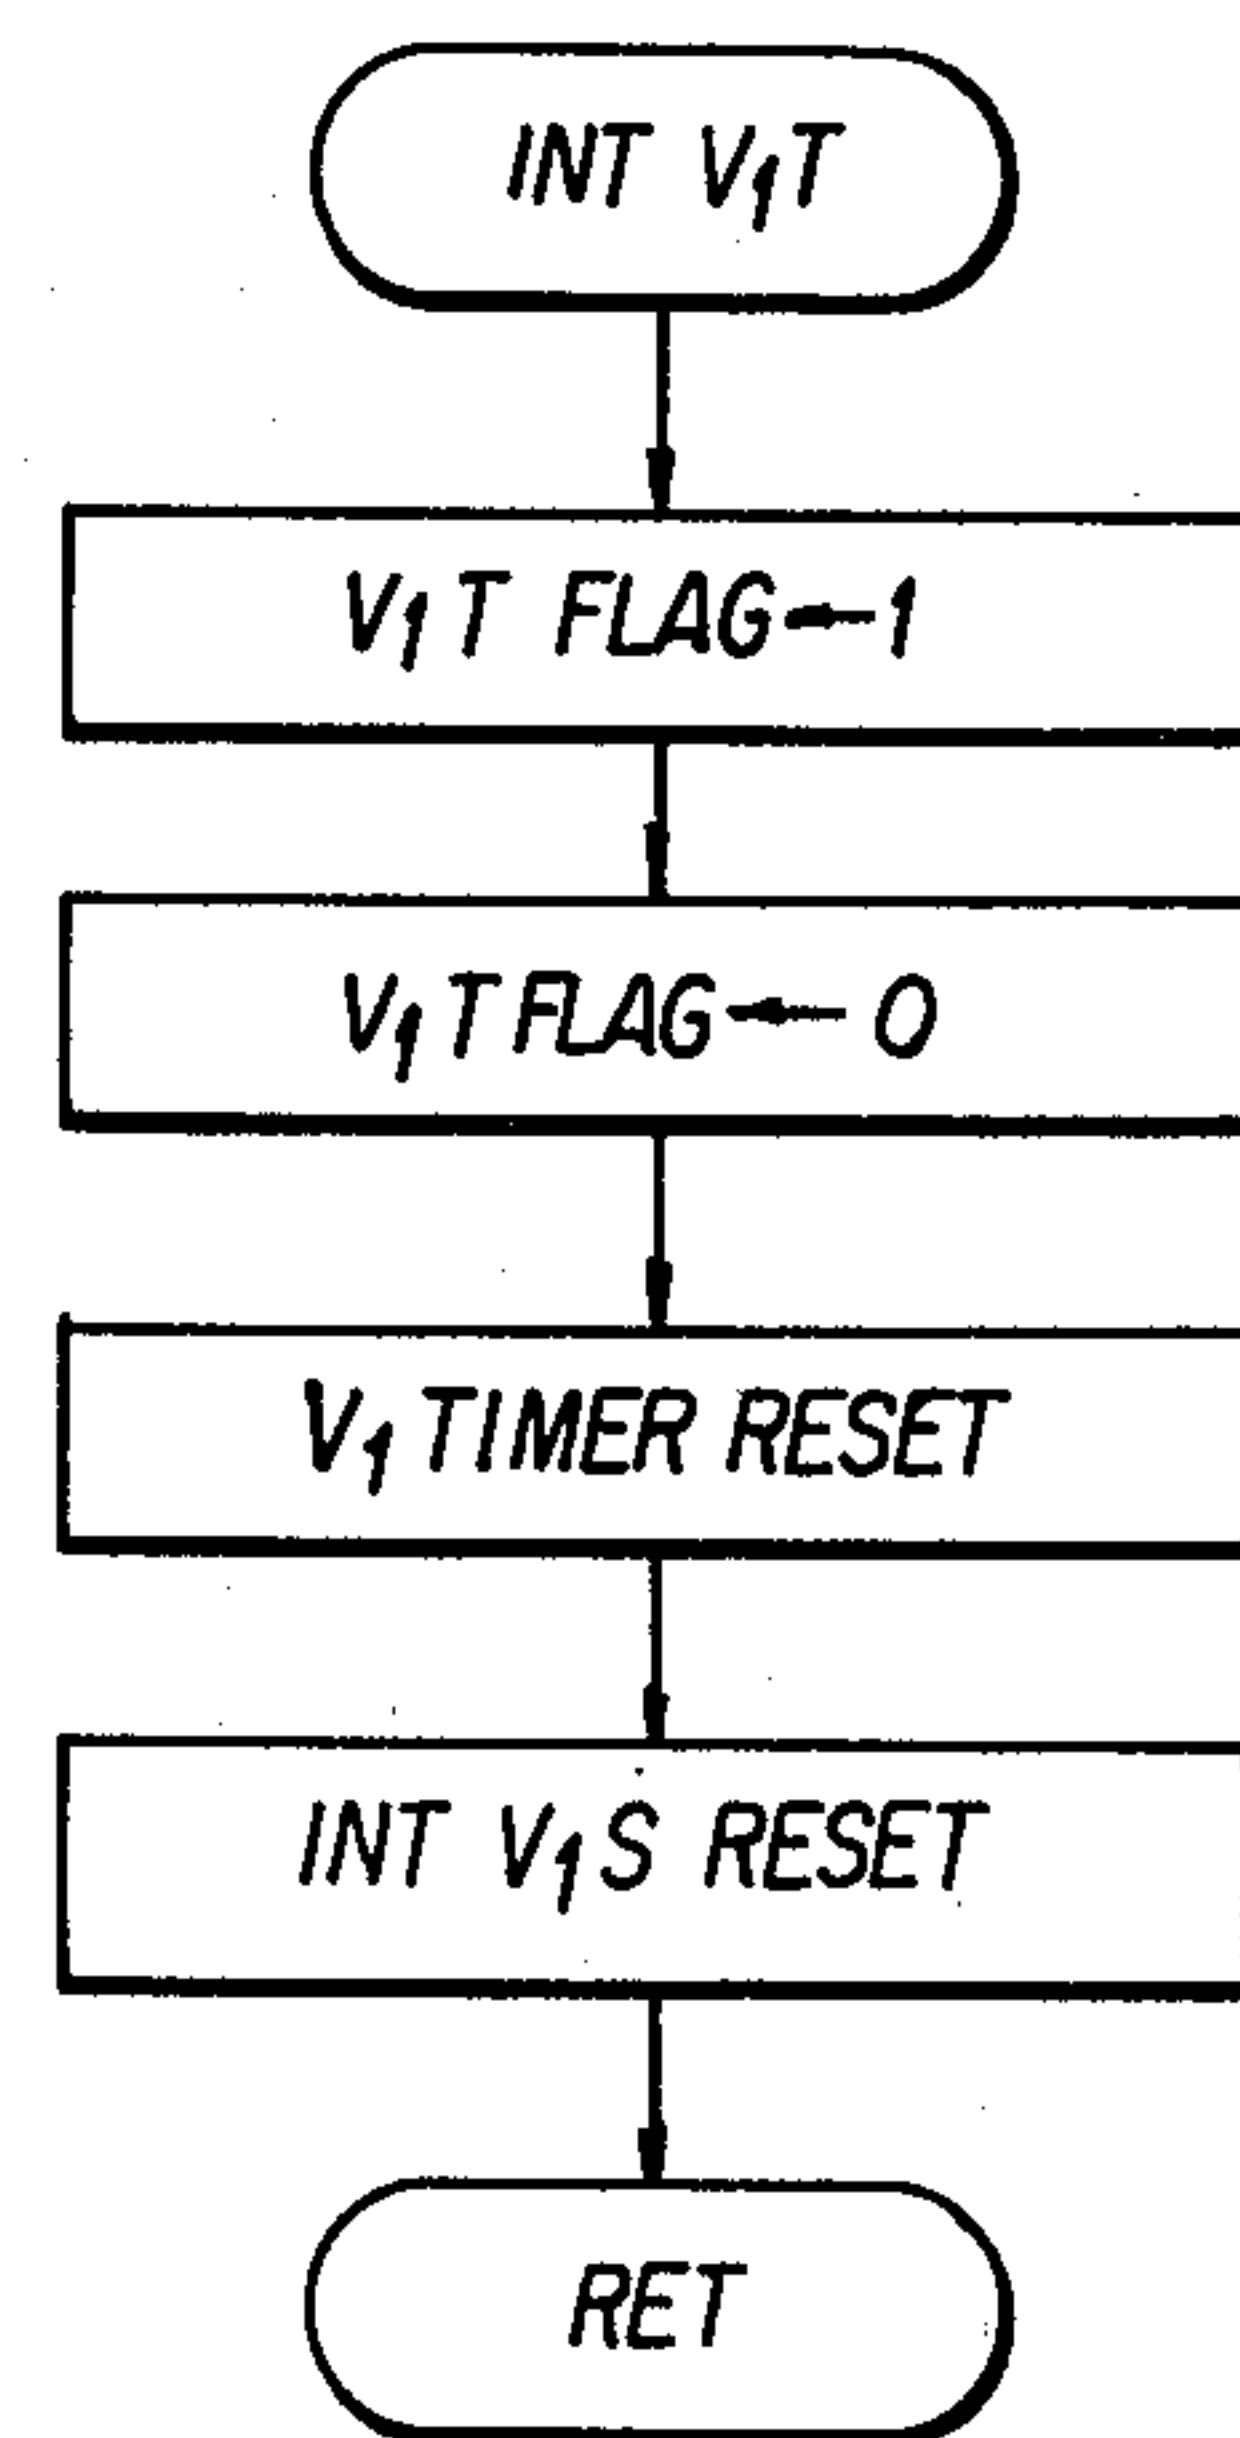 INT V₁T
V₁T FLAG←1
V₁T FLAG←0
V₁ TIMER RESET
INT V₁S RESET
RET